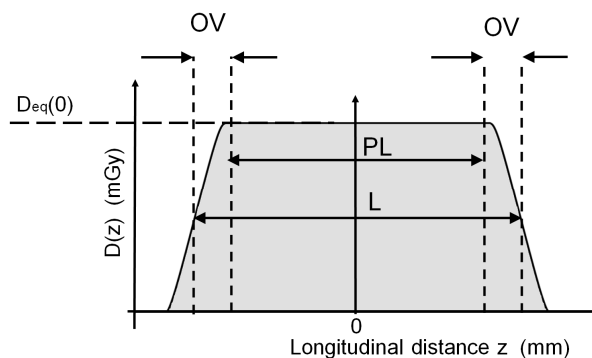 OV
OV
Deq(0)
PL
L
D(z) (mGy)
0
Longitudinal distance z (mm)